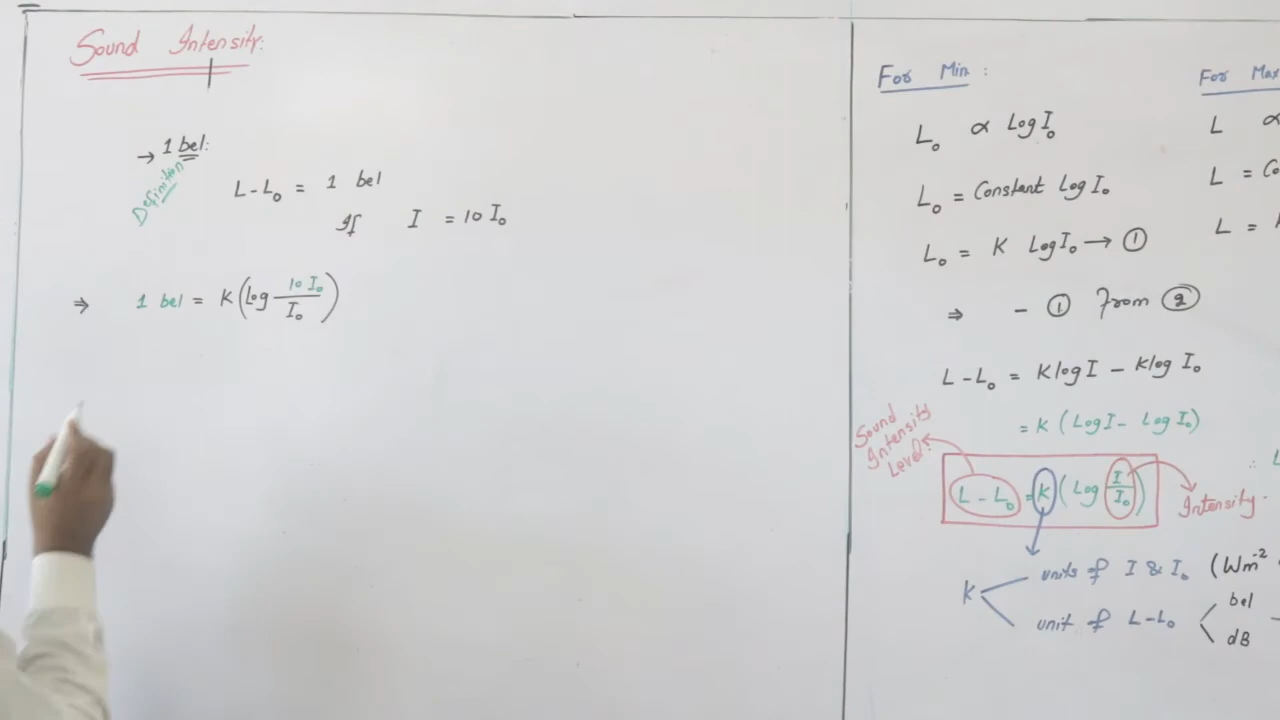 Sound Intensity:
→ 1 bel:
Definition
L - L₀ = 1 bel
If I = 10 I₀
⇒ 1 bel = K (Log 10 I₀ / I₀)
For Min :
L₀ ∝ Log I₀
L₀ = Constant Log I₀
L₀ = K Log I₀ → ①
⇒ - ① From ②
L - L₀ = K log I - K log I₀
= K (Log I - Log I₀)
Sound
Intensity
Level:
L - L₀ = K (Log I / I₀)
Intensity.
K
units of I & I₀ (Wm⁻²
unit of L - L₀
bel
dB
For Max
L ∝
L = Co
L =
∴ L